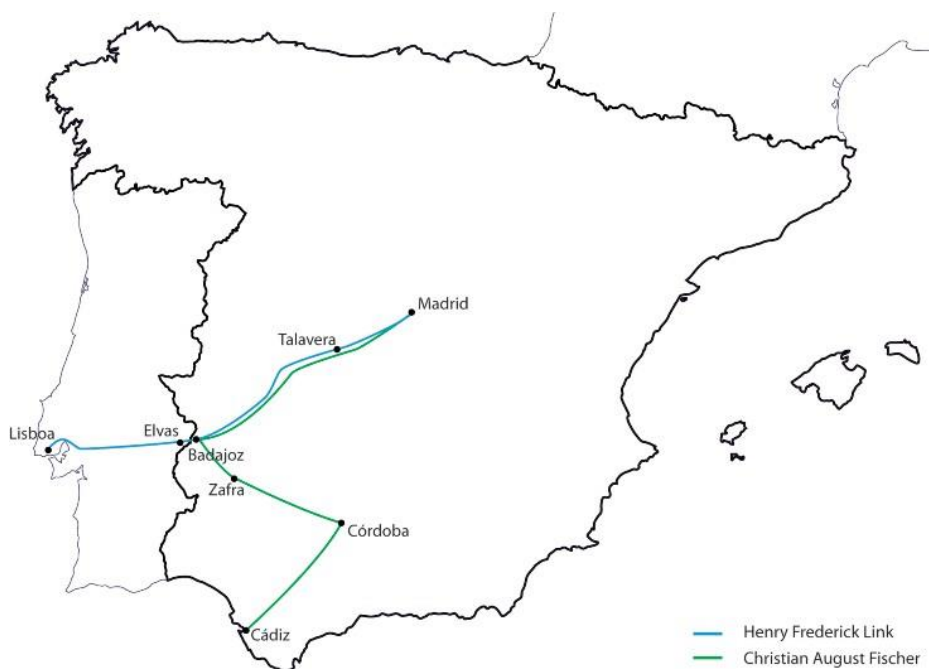 Madrid
Talavera
Lisboa
Elvas
Badajoz
Zafra
Córdoba
Cádiz
Henry Frederick Link
Christian August Fischer